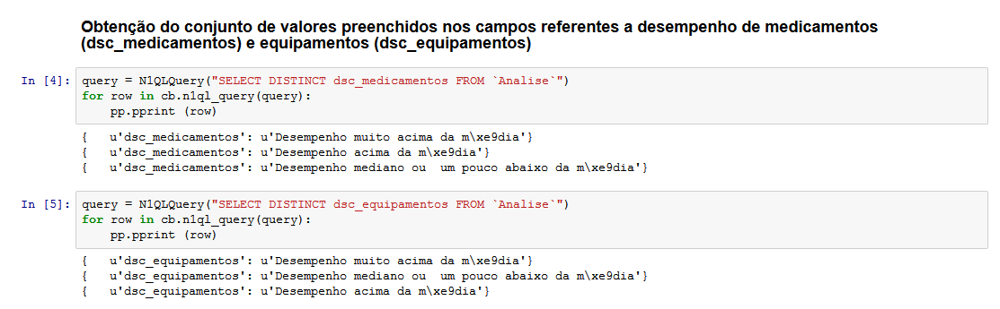 Obtenção do conjunto de valores preenchidos nos campos referentes a desempenho de medicamentos
(dsc_medicamentos) e equipamentos (dsc_equipamentos)
In [4]: query = N1QLQuery("SELECT DISTINCT dsc_medicamentos FROM `Analise`")
for row in cb.n1ql_query(query):
    pp.pprint (row)
{   u'dsc_medicamentos': u'Desempenho muito acima da m\xe9dia'}
{   u'dsc_medicamentos': u'Desempenho acima da m\xe9dia'}
{   u'dsc_medicamentos': u'Desempenho mediano ou  um pouco abaixo da m\xe9dia'}
In [5]: query = N1QLQuery("SELECT DISTINCT dsc_equipamentos FROM `Analise`")
for row in cb.n1ql_query(query):
    pp.pprint (row)
{   u'dsc_equipamentos': u'Desempenho muito acima da m\xe9dia'}
{   u'dsc_equipamentos': u'Desempenho mediano ou  um pouco abaixo da m\xe9dia'}
{   u'dsc_equipamentos': u'Desempenho acima da m\xe9dia'}